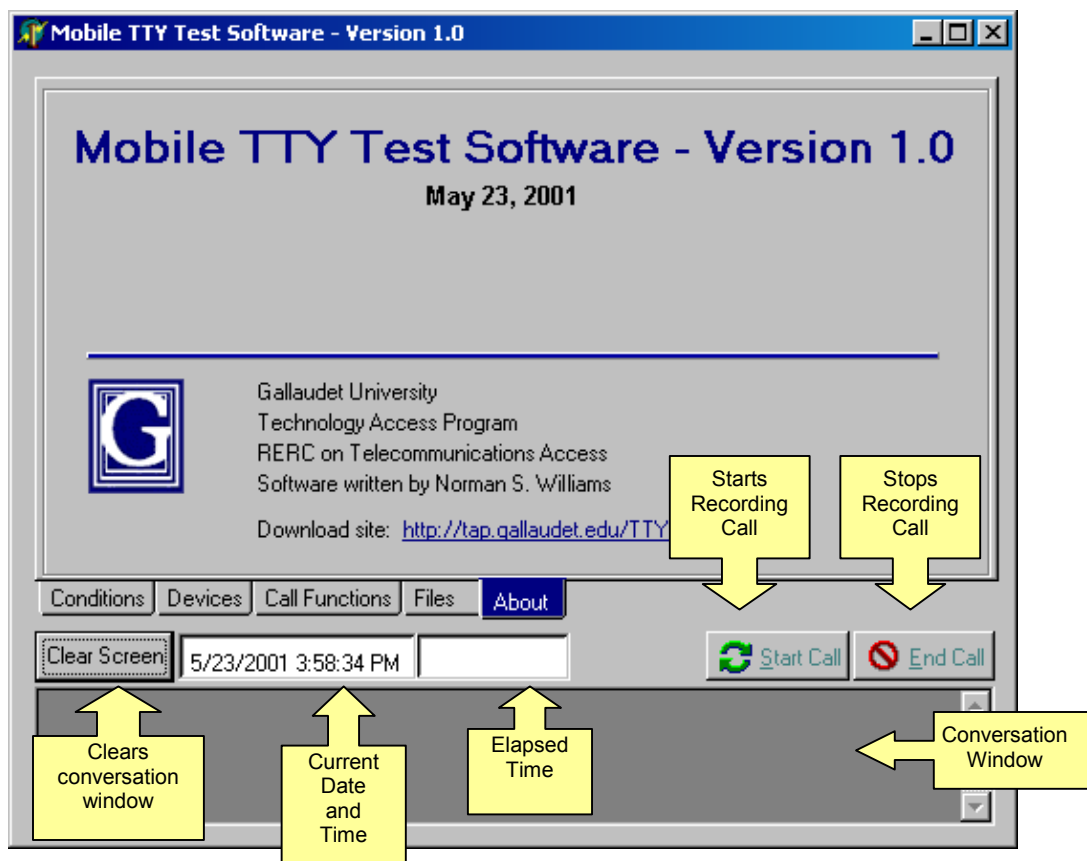 Mobile TTY Test Software - Version 1.0
Mobile TTY Test Software - Version 1.0
May 23, 2001
G
Gallaudet University
Technology Access Program
RERC on Telecommunications Access
Software written by Norman S. Williams
Download site: http://tap.gallaudet.edu/TTY
Starts
Recording
Call
Stops
Recording
Call
Conditions
Devices
Call Functions
Files
About
Clear Screen
5/23/2001 3:58:34 PM
Start Call
End Call
Clears
conversation
window
Current
Date
and
Time
Elapsed
Time
Conversation
Window